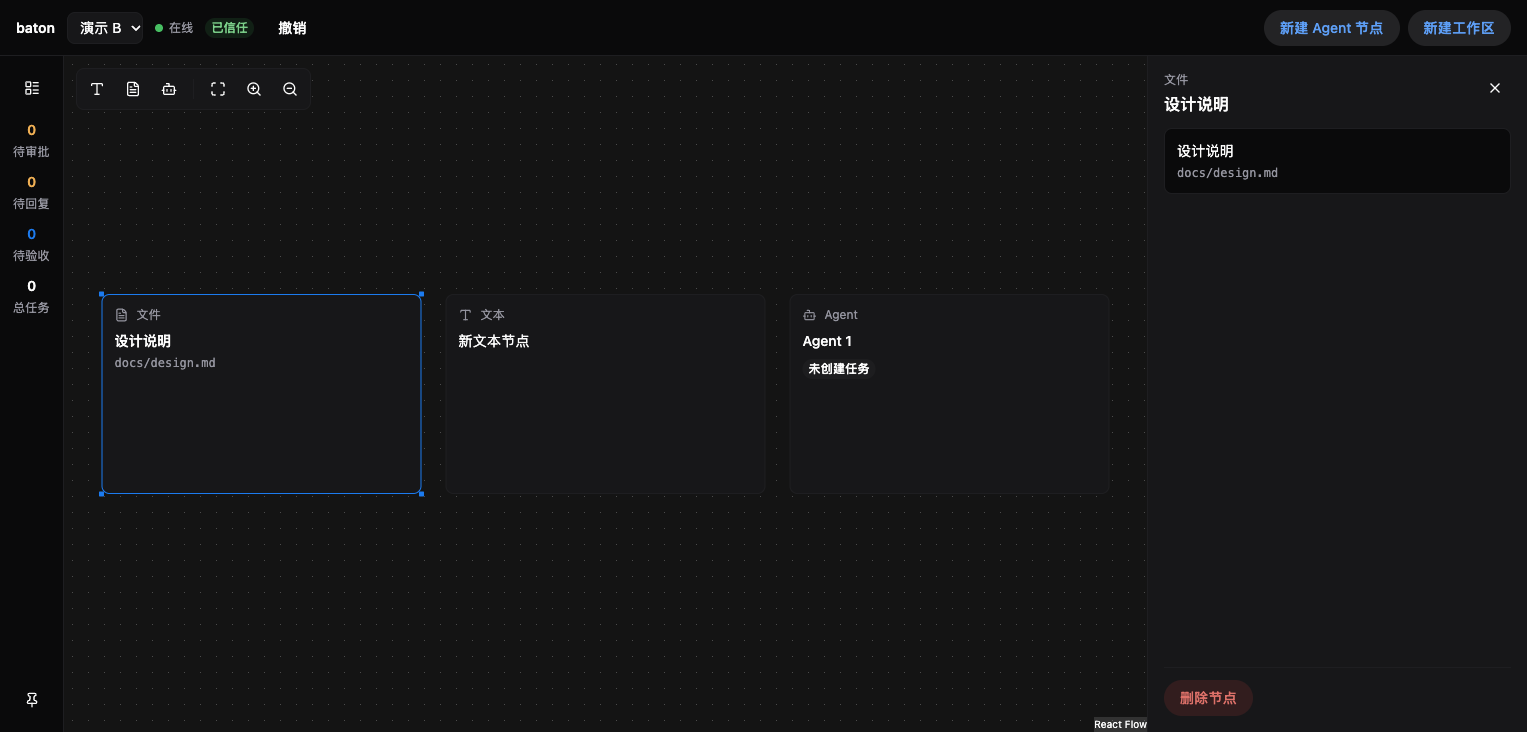 baton
演示 B
在线
已信任
撤销
新建 Agent 节点
新建工作区
0
待审批
0
待回复
0
待验收
0
总任务
文件
设计说明
docs/design.md
文本
新文本节点
Agent
Agent 1
未创建任务
React Flow
文件
设计说明
设计说明
docs/design.md
删除节点